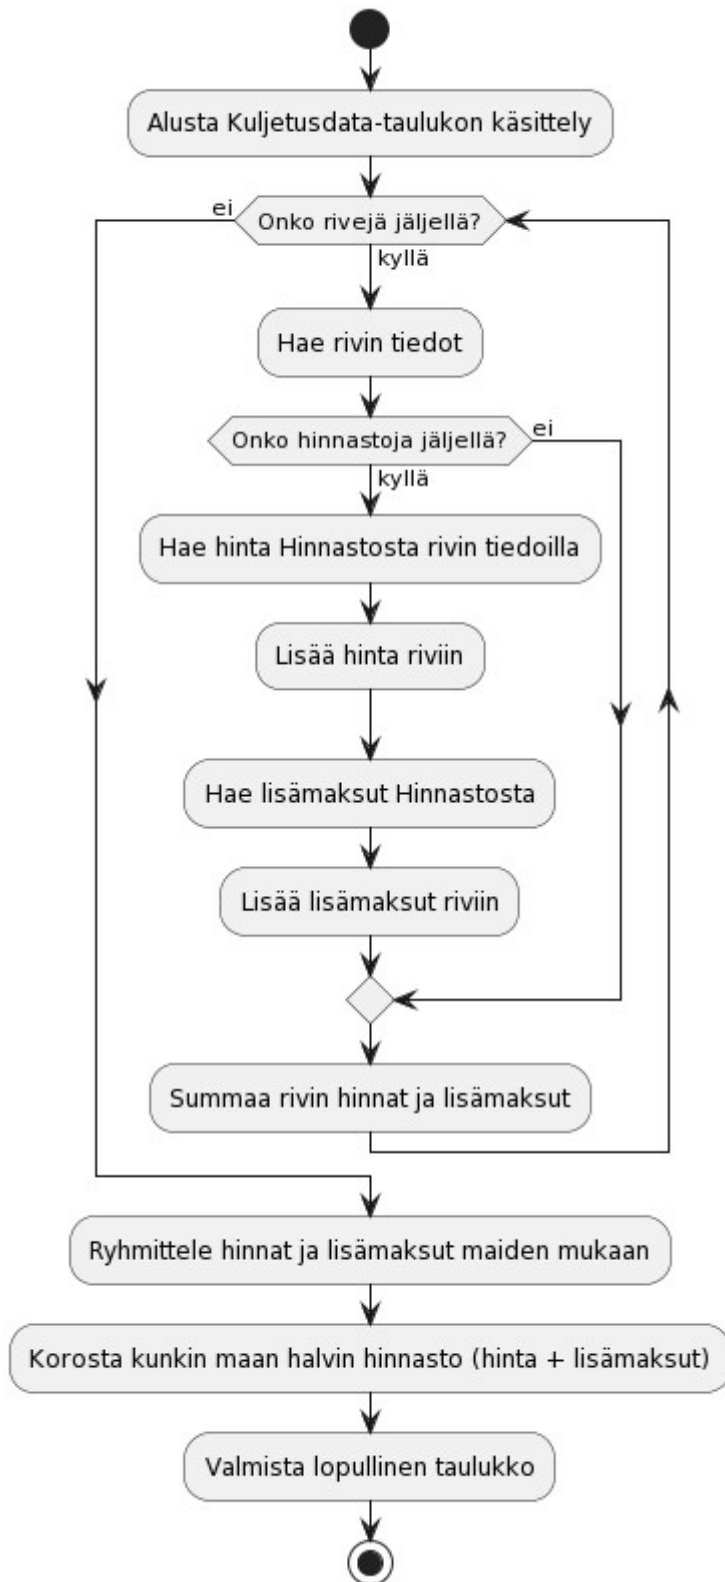 Alusta Kuljetusdata-taulukon käsittely
ei
Onko rivejä jäljellä?
kyllä
Hae rivin tiedot
Onko hinnastoja jäljellä?
ei
kyllä
Hae hinta Hinnastosta rivin tiedoilla
Lisää hinta riviin
Hae lisämaksut Hinnastosta
Lisää lisämaksut riviin
Summaa rivin hinnat ja lisämaksut
Ryhmittele hinnat ja lisämaksut maiden mukaan
Korosta kunkin maan halvin hinnasto (hinta + lisämaksut)
Valmista lopullinen taulukko